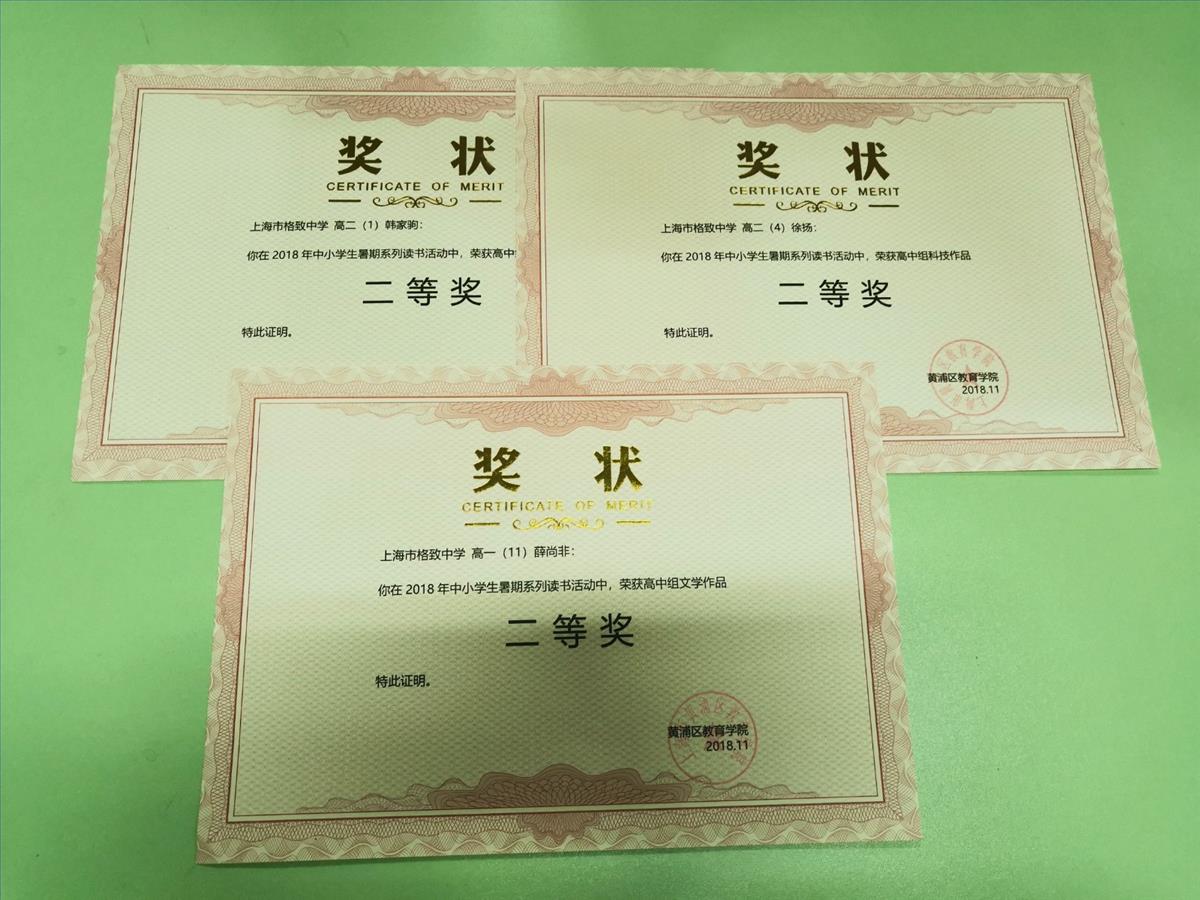 奖 状
CERTIFICATE OF MERIT
上海市格致中学 高二（1）韩家驹：
你在 2018 年中小学生暑期系列读书活动中，荣获高中
二等奖
特此证明。
奖 状
CERTIFICATE OF MERIT
上海市格致中学 高二（4）徐扬：
你在 2018 年中小学生暑期系列读书活动中，荣获高中组科技作品
二等奖
特此证明。
黄浦区教育学院
2018.11
奖 状
CERTIFICATE OF MERIT
上海市格致中学 高一（11）薛尚非：
你在 2018 年中小学生暑期系列读书活动中，荣获高中组文学作品
二等奖
特此证明。
黄浦区教育学院
2018.11